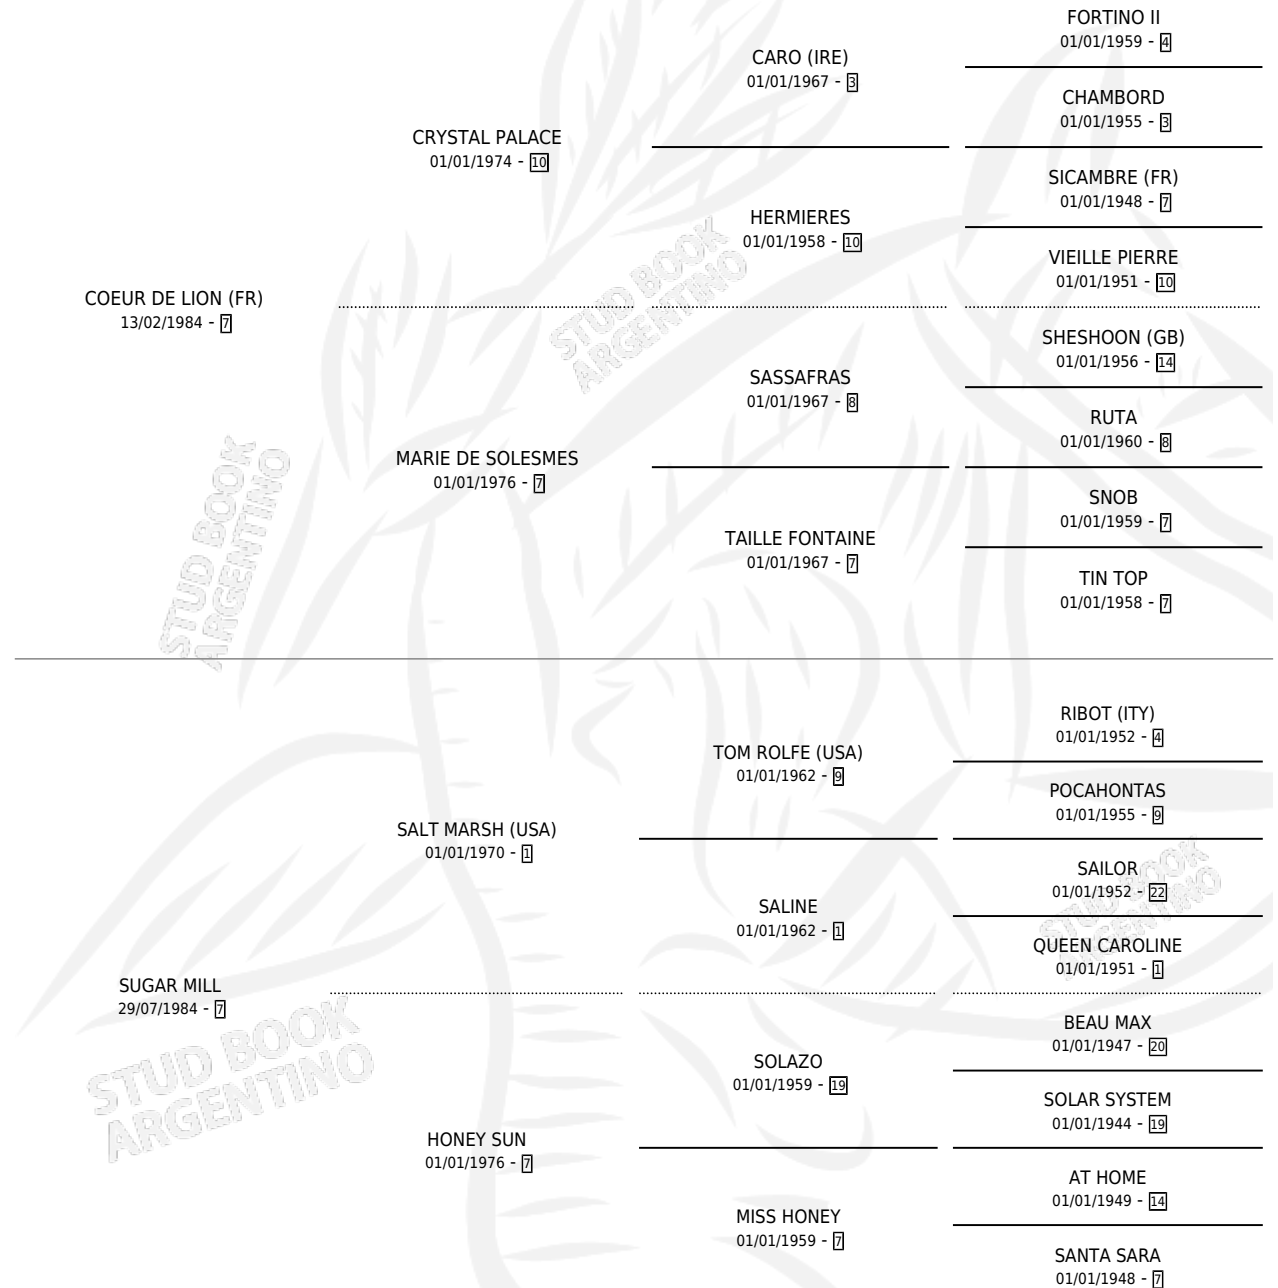 FORTINO II
01/01/1959 - 4
CARO (IRE)
01/01/1967 - 3
CHAMBORD
01/01/1955 - 3
CRYSTAL PALACE
01/01/1974 - 10
SICAMBRE (FR)
01/01/1948 - 7
HERMIERES
01/01/1958 - 10
VIEILLE PIERRE
01/01/1951 - 10
COEUR DE LION (FR)
13/02/1984 - 7
STUD BOOK
ARGENTINO
SHESHOON (GB)
01/01/1956 - 14
SASSAFRAS
01/01/1967 - 8
RUTA
01/01/1960 - 8
MARIE DE SOLESMES
01/01/1976 - 7
SNOB
01/01/1959 - 7
TAILLE FONTAINE
01/01/1967 - 7
TIN TOP
01/01/1958 - 7
STUD BOOK
ARGENTINO
RIBOT (ITY)
01/01/1952 - 4
TOM ROLFE (USA)
01/01/1962 - 9
POCAHONTAS
01/01/1955 - 9
SALT MARSH (USA)
01/01/1970 - 1
SAILOR
01/01/1952 - 22
SALINE
01/01/1962 - 1
STUD BOOK
ARGENTINO
QUEEN CAROLINE
01/01/1951 - 1
SUGAR MILL
29/07/1984 - 7
STUD BOOK
ARGENTINO
BEAU MAX
01/01/1947 - 20
SOLAZO
01/01/1959 - 19
SOLAR SYSTEM
01/01/1944 - 19
HONEY SUN
01/01/1976 - 7
AT HOME
01/01/1949 - 14
MISS HONEY
01/01/1959 - 7
SANTA SARA
01/01/1948 - 7